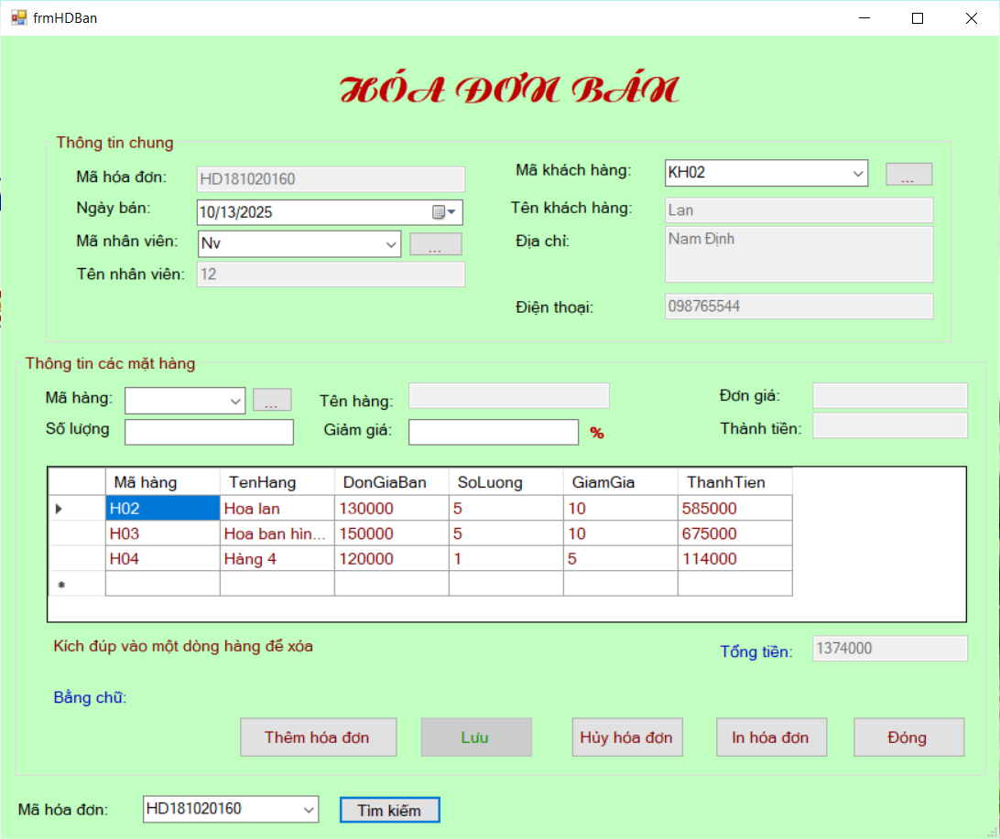 frmHDBan
HÓA ĐƠN BÁN
Thông tin chung
Mã hóa đơn: HD181020160
Ngày bán: 10/13/2025
Mã nhân viên: Nv ...
Tên nhân viên: 12
Mã khách hàng: KH02 ...
Tên khách hàng: Lan
Địa chỉ: Nam Định
Điện thoại: 098765544
Thông tin các mặt hàng
Mã hàng: ... Tên hàng: Đơn giá:
Số lượng Giảm giá: % Thành tiền:
Mã hàng TenHang DonGiaBan SoLuong GiamGia ThanhTien
H02 Hoa lan 130000 5 10 585000
H03 Hoa ban hìn... 150000 5 10 675000
H04 Hàng 4 120000 1 5 114000
Kích đúp vào một dòng hàng để xóa
Tổng tiền: 1374000
Bằng chữ:
Thêm hóa đơn Lưu Hủy hóa đơn In hóa đơn Đóng
Mã hóa đơn: HD181020160 Tìm kiếm